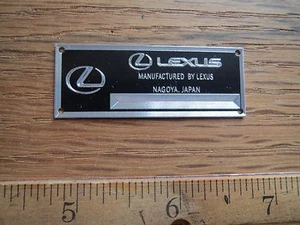 LEXUS
MANUFACTURED BY LEXUS
NAGOYA, JAPAN
5 6 7